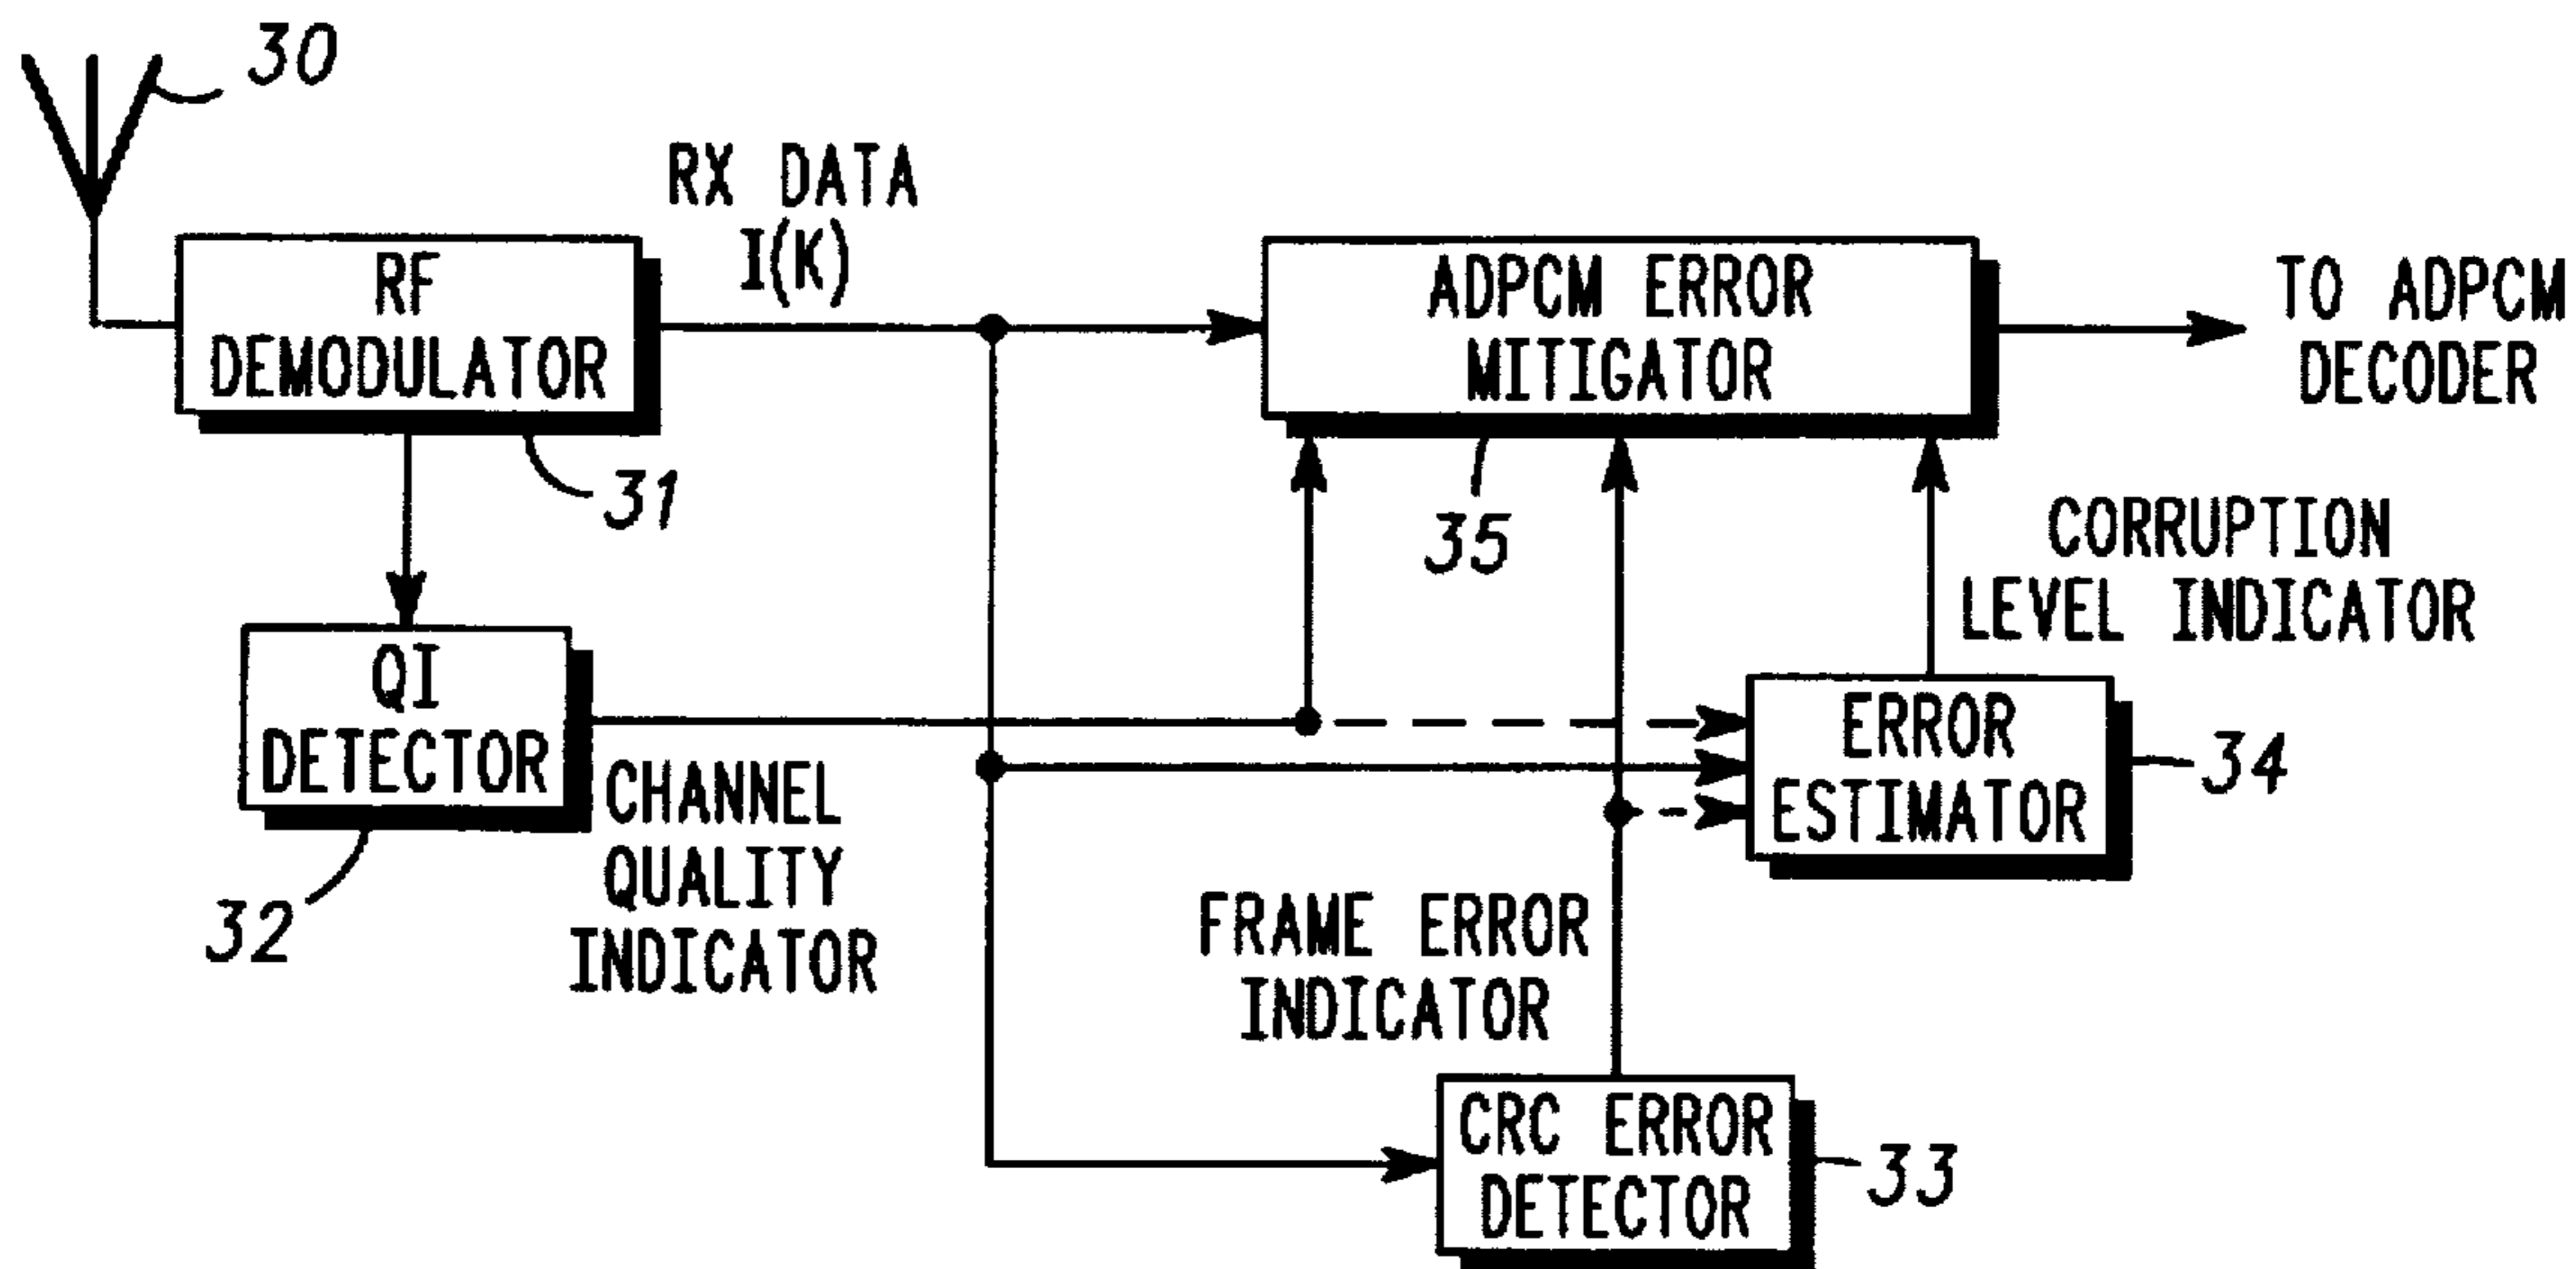 30
RX DATA
I(K)
RF
DEMODULATOR
31
ADPCM ERROR
MITIGATOR
35
TO ADPCM
DECODER
QI
DETECTOR
32
CHANNEL
QUALITY
INDICATOR
CORRUPTION
LEVEL INDICATOR
ERROR
ESTIMATOR
34
FRAME ERROR
INDICATOR
CRC ERROR
DETECTOR
33